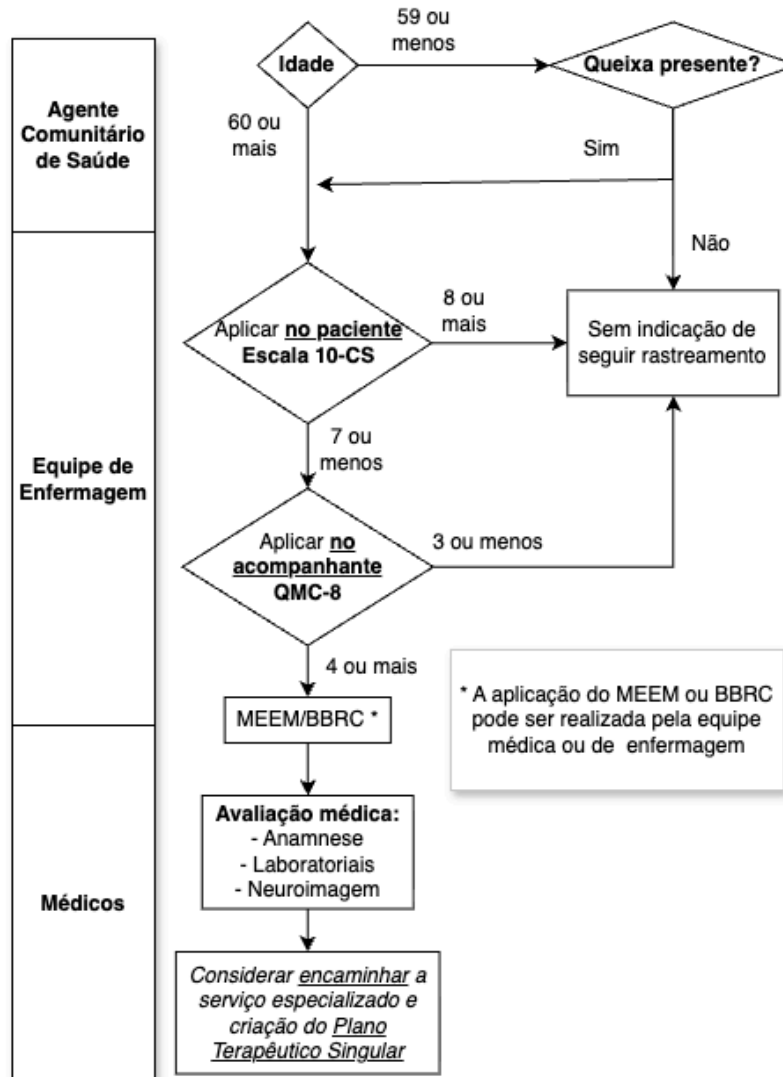 59 ou
menos
Idade
Queixa presente?
Agente
Comunitário
de Saúde
60 ou
mais
Sim
Não
Aplicar no paciente
Escala 10-CS
8 ou
mais
Sem indicação de
seguir rastreamento
7 ou
menos
Equipe de
Enfermagem
Aplicar no
acompanhante
QMC-8
3 ou menos
4 ou mais
MEEM/BBRC *
* A aplicação do MEEM ou BBRC
pode ser realizada pela equipe
médica ou de enfermagem
Avaliação médica:
- Anamnese
- Laboratoriais
- Neuroimagem
Médicos
Considerar encaminhar a
serviço especializado e
criação do Plano
Terapêutico Singular